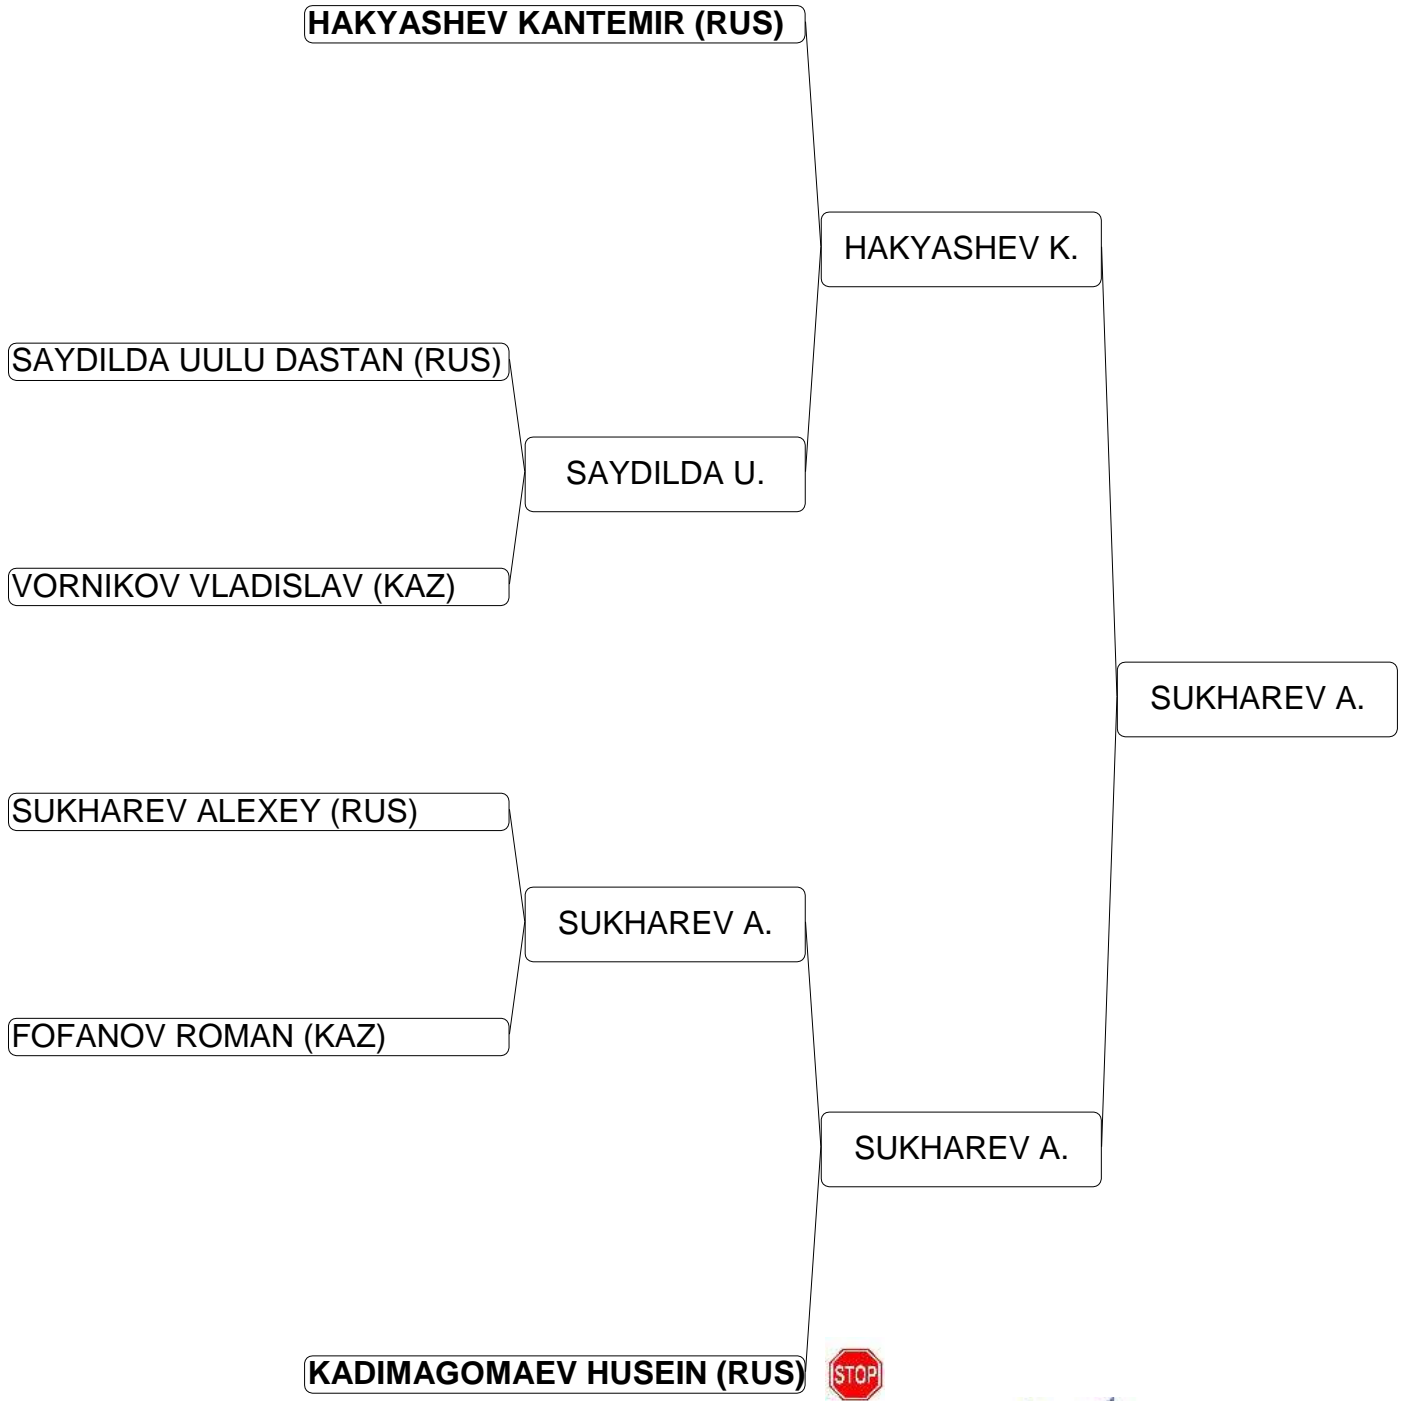 HAKYASHEV KANTEMIR (RUS)
HAKYASHEV K.
SAYDILDA UULU DASTAN (RUS)
SAYDILDA U.
VORNIKOV VLADISLAV (KAZ)
SUKHAREV A.
SUKHAREV ALEXEY (RUS)
SUKHAREV A.
FOFANOV ROMAN (KAZ)
SUKHAREV A.
KADIMAGOMAEV HUSEIN (RUS)
STOP